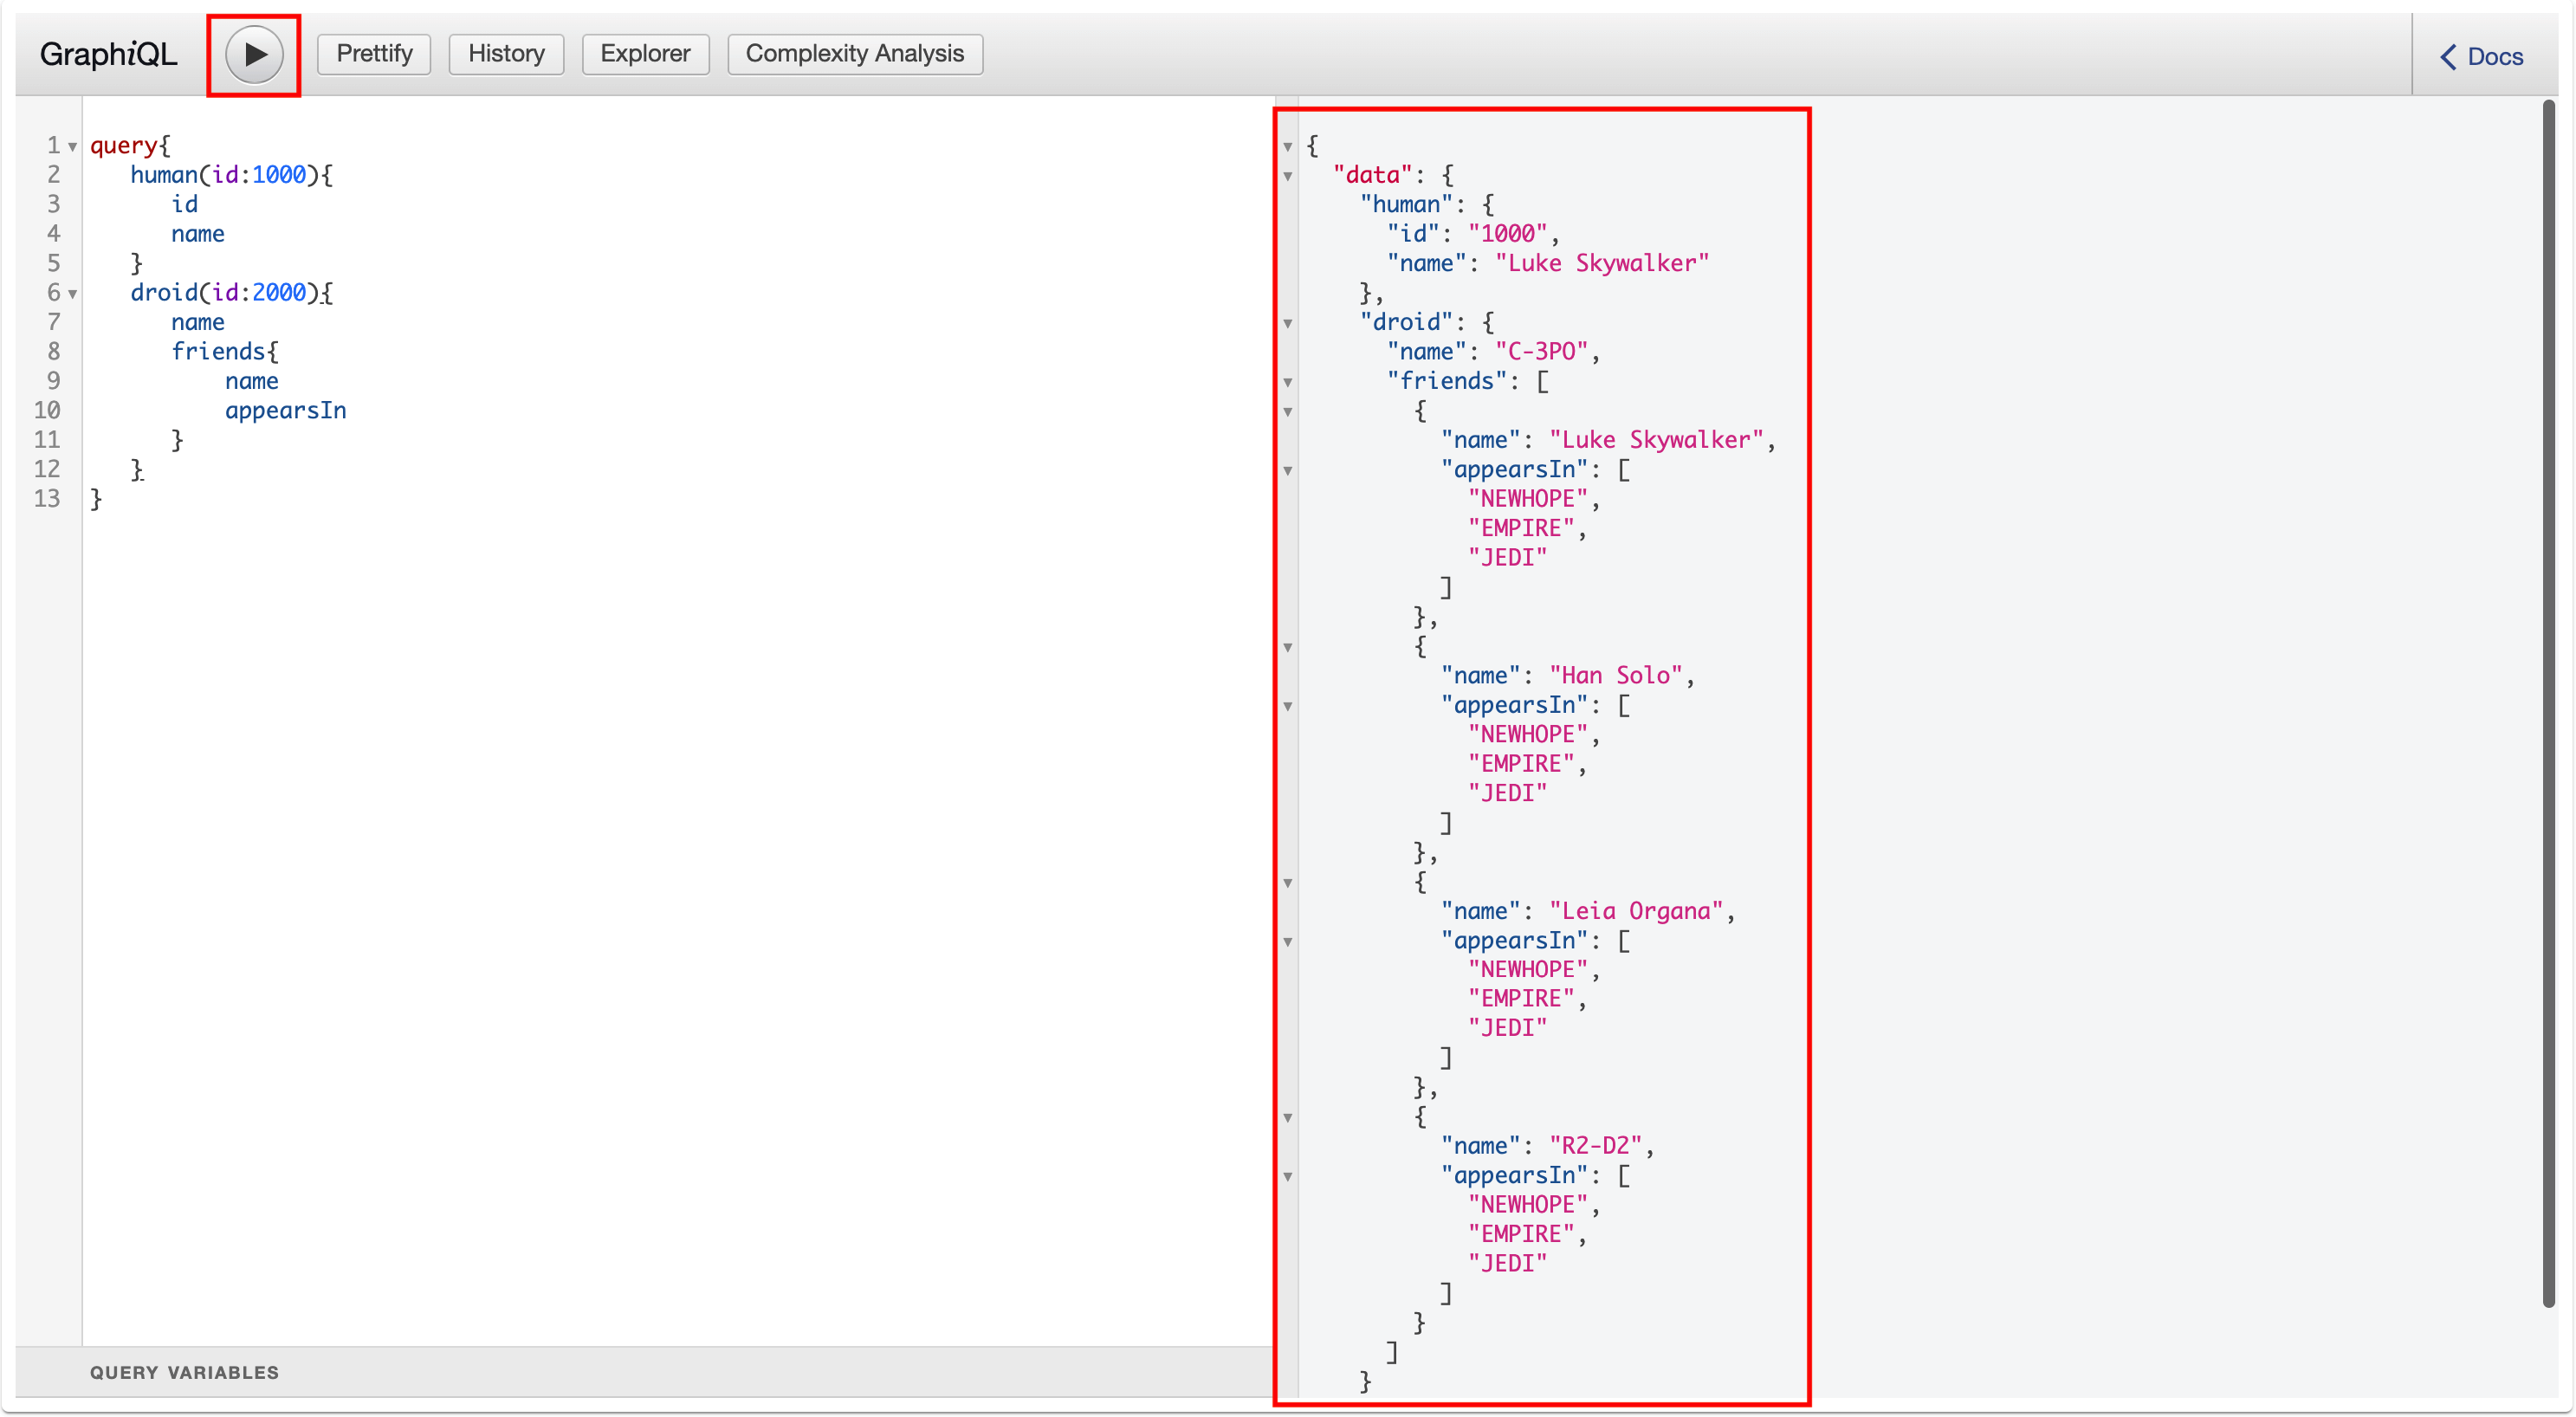 GraphiQL Prettify History Explorer Complexity Analysis Docs
1 query{
2 human(id:1000){
3 id
4 name
5 }
6 droid(id:2000){
7 name
8 friends{
9 name
10 appearsIn
11 }
12 }
13 }
QUERY VARIABLES
{
"data": {
"human": {
"id": "1000",
"name": "Luke Skywalker"
},
"droid": {
"name": "C-3PO",
"friends": [
{
"name": "Luke Skywalker",
"appearsIn": [
"NEWHOPE",
"EMPIRE",
"JEDI"
]
},
{
"name": "Han Solo",
"appearsIn": [
"NEWHOPE",
"EMPIRE",
"JEDI"
]
},
{
"name": "Leia Organa",
"appearsIn": [
"NEWHOPE",
"EMPIRE",
"JEDI"
]
},
{
"name": "R2-D2",
"appearsIn": [
"NEWHOPE",
"EMPIRE",
"JEDI"
]
}
]
}